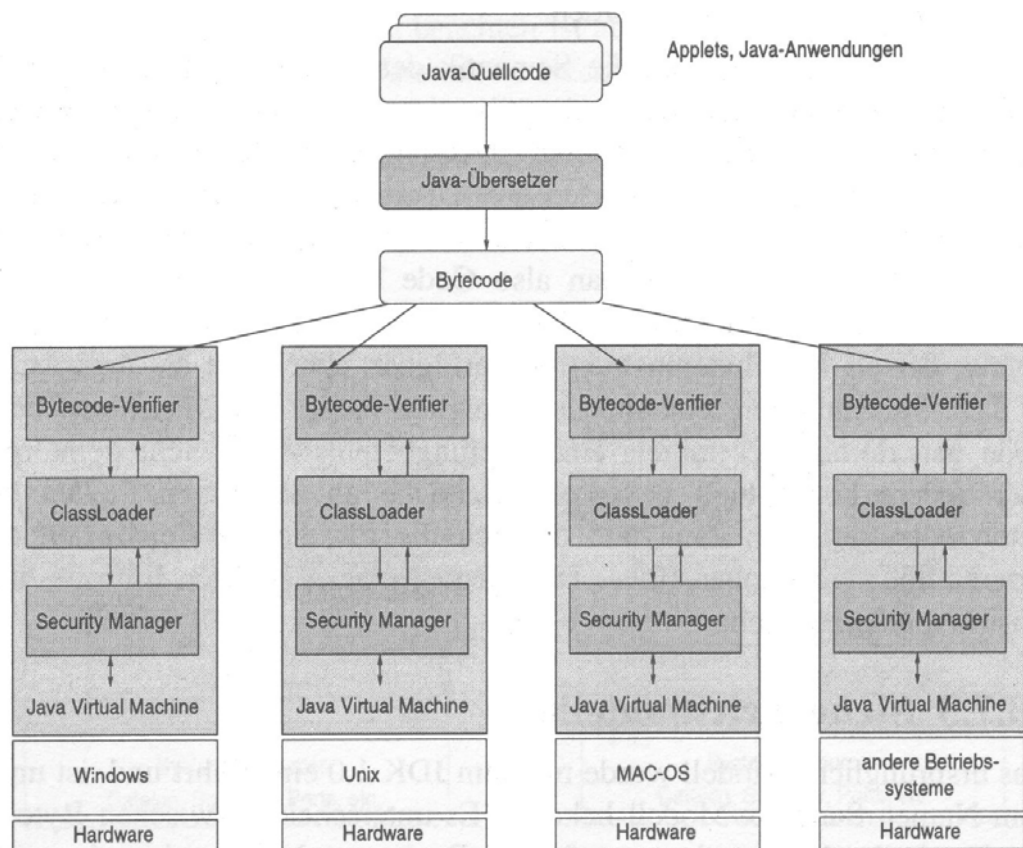 Java-Quellcode
Applets, Java-Anwendungen
Java-Übersetzer
Bytecode
Bytecode-Verifier
Bytecode-Verifier
Bytecode-Verifier
Bytecode-Verifier
ClassLoader
ClassLoader
ClassLoader
ClassLoader
Security Manager
Security Manager
Security Manager
Security Manager
Java Virtual Machine
Java Virtual Machine
Java Virtual Machine
Java Virtual Machine
Windows
Unix
MAC-OS
andere Betriebs-
systeme
Hardware
Hardware
Hardware
Hardware